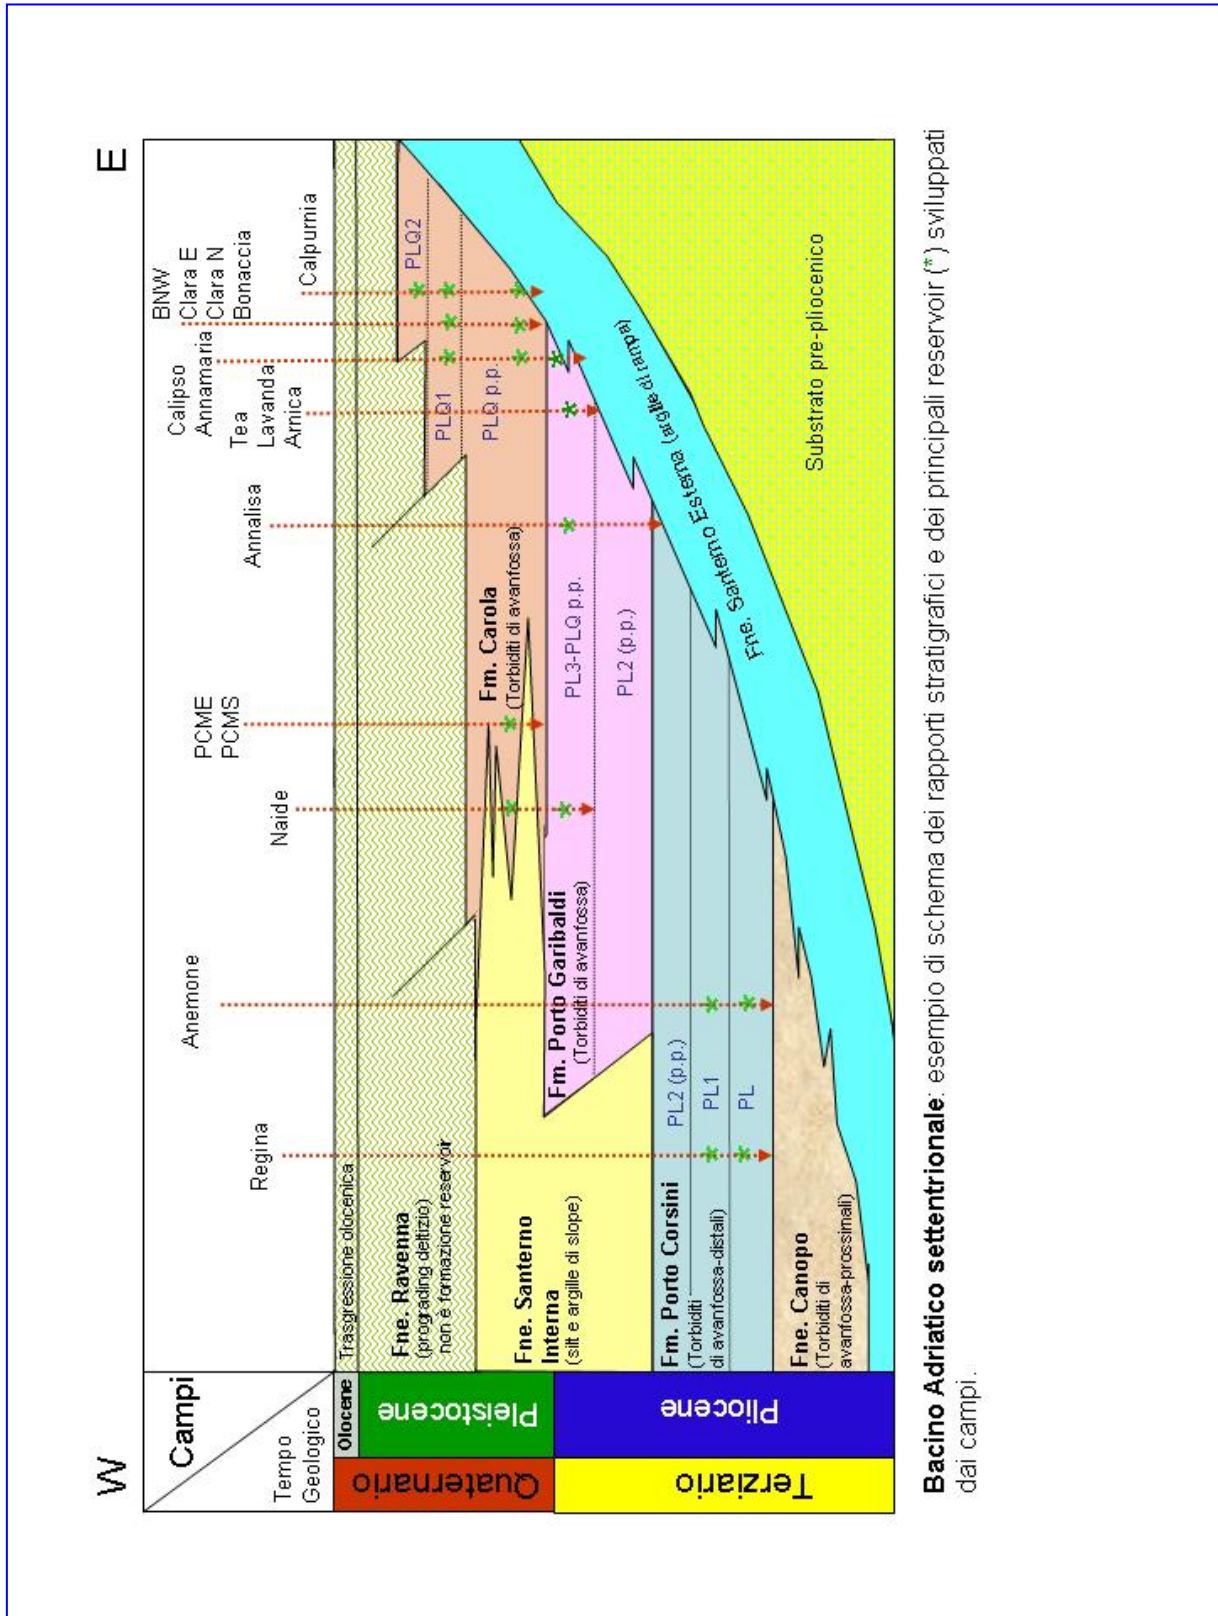 W
E
Campi
Tempo
Geologico
Regina
Anemone
Naide
PCME
PCMS
Annalisa
Calipso
Annamaria
Tea
Lavanda
Arnica
BNW
Clara E
Clara N
Bonaccia
Calpurnia
Quaternario
Terziario
Olocene
Pleistocene
Pliocene
Trasgressione olocenica
Fne. Ravenna
(prograding deltizio)
non è formazione reservoir
Fne. Santerno
Interna
(silt e argille di slope)
Fm. Carola
(Torbiditi di avanfossa)
PLQ2
PLQ1
PLQ p.p.
Fm. Porto Garibaldi
(Torbiditi di avanfossa)
PL3-PLQ p.p.
PL2 (p.p.)
Fm. Porto Corsini
(Torbiditi
di avanfossa-distali)
PL2 (p.p.)
PL1
PL
Fne. Canopo
(Torbiditi di
avanfossa-prossimali)
Fne. Santerno Esterna (argille di rampa)
Substrato pre-pliocenico
Bacino Adriatico settentrionale: esempio di schema dei rapporti stratigrafici e dei principali reservoir (*) sviluppati
dai campi.